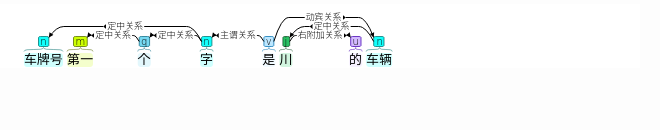 动宾关系
定中关系 定中关系
定中关系 定中关系 主谓关系 右附加关系
n m q n v j u n
车牌号 第一 个 字 是 川 的 车辆